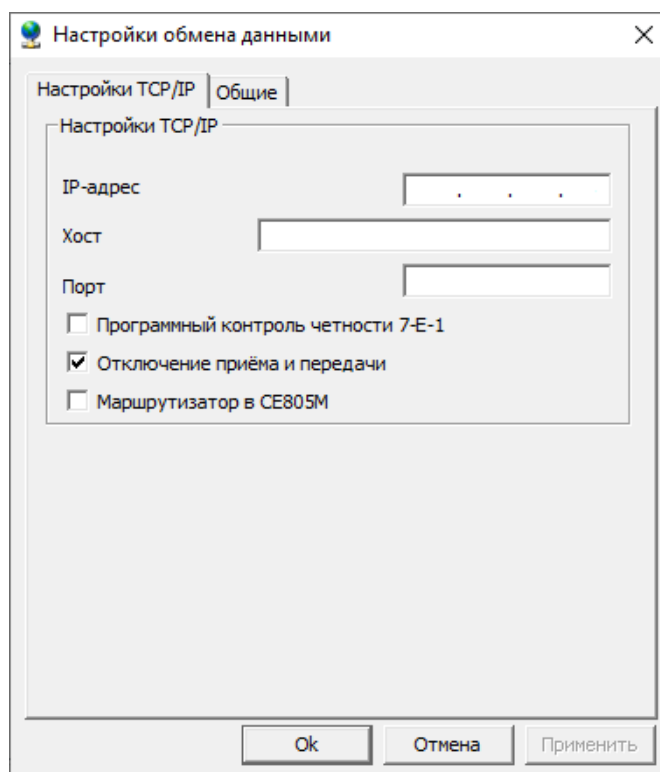 Настройки обмена данными
Настройки TCP/IP
Общие
Настройки TCP/IP
IP-адрес . . .
Хост
Порт
Программный контроль четности 7-E-1
Отключение приёма и передачи
Маршрутизатор в CE805M
Ok
Отмена
Применить